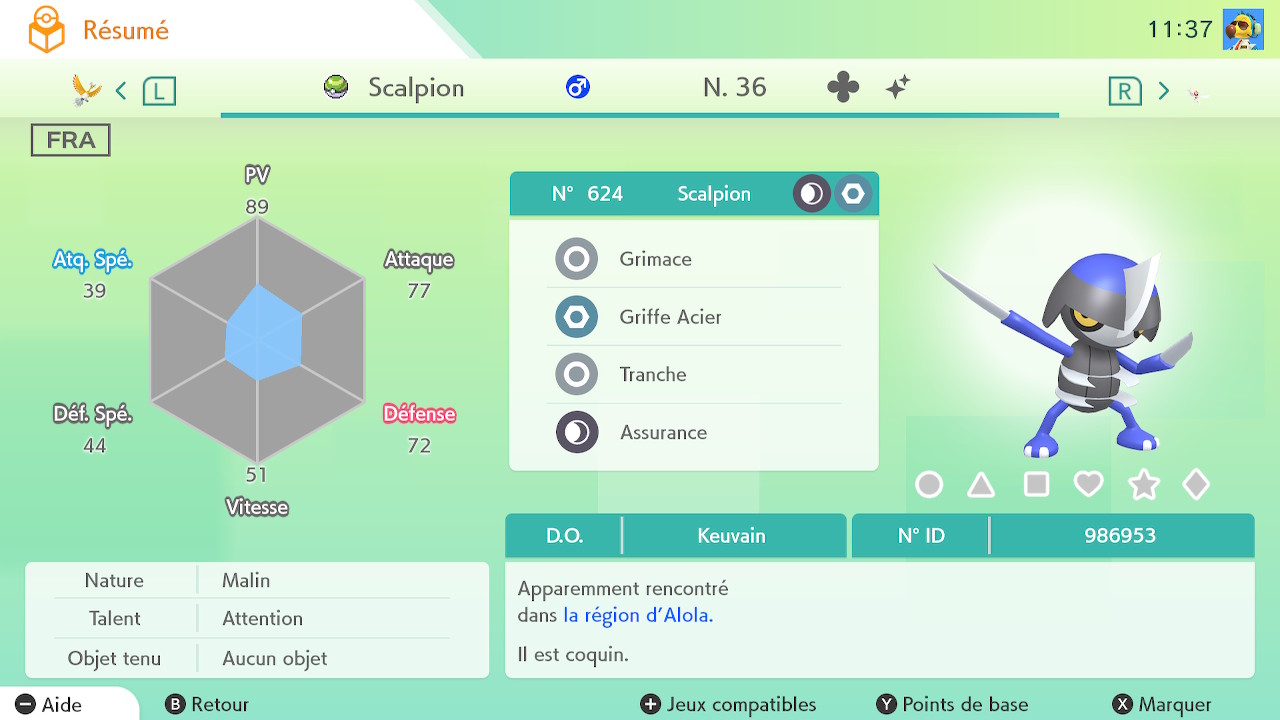 Résumé
11:37
L
Scalpion
N. 36
R
FRA
PV
89
Atq. Spé.
39
Attaque
77
Déf. Spé.
44
Défense
72
51
Vitesse
N° 624 Scalpion
Grimace
Griffe Acier
Tranche
Assurance
D.O. Keuvain
N° ID 986953
Nature Malin
Talent Attention
Objet tenu Aucun objet
Apparemment rencontré
dans la région d'Alola.
Il est coquin.
Aide
B Retour
Jeux compatibles
Y Points de base
X Marquer